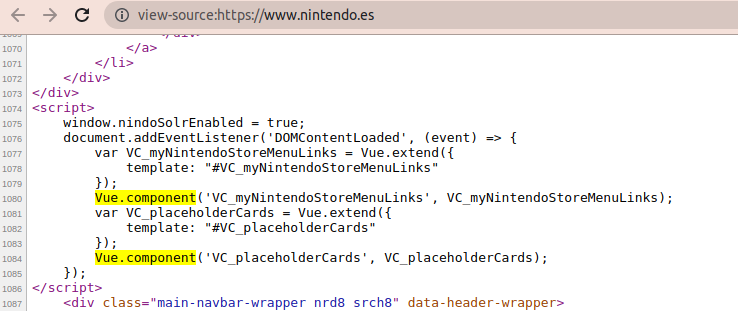 view-source:https://www.nintendo.es
1070 </a>
1071 </li>
1072 </div>
1073 </div>
1074 <script>
1075 window.nindoSolrEnabled = true;
1076 document.addEventListener('DOMContentLoaded', (event) => {
1077 var VC_myNintendoStoreMenuLinks = Vue.extend({
1078 template: "#VC_myNintendoStoreMenuLinks"
1079 });
1080 Vue.component('VC_myNintendoStoreMenuLinks', VC_myNintendoStoreMenuLinks);
1081 var VC_placeholderCards = Vue.extend({
1082 template: "#VC_placeholderCards"
1083 });
1084 Vue.component('VC_placeholderCards', VC_placeholderCards);
1085 });
1086 </script>
1087 <div class="main-navbar-wrapper nrd8 srch8" data-header-wrapper>